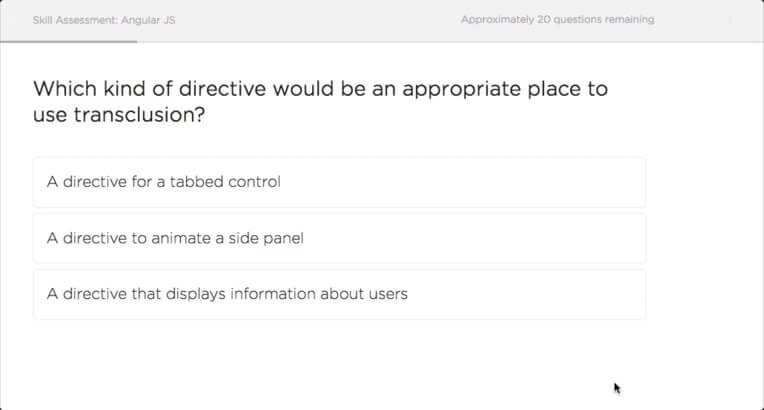 Skill Assessment: Angular JS
Approximately 20 questions remaining
Which kind of directive would be an appropriate place to
use transclusion?
A directive for a tabbed control
A directive to animate a side panel
A directive that displays information about users